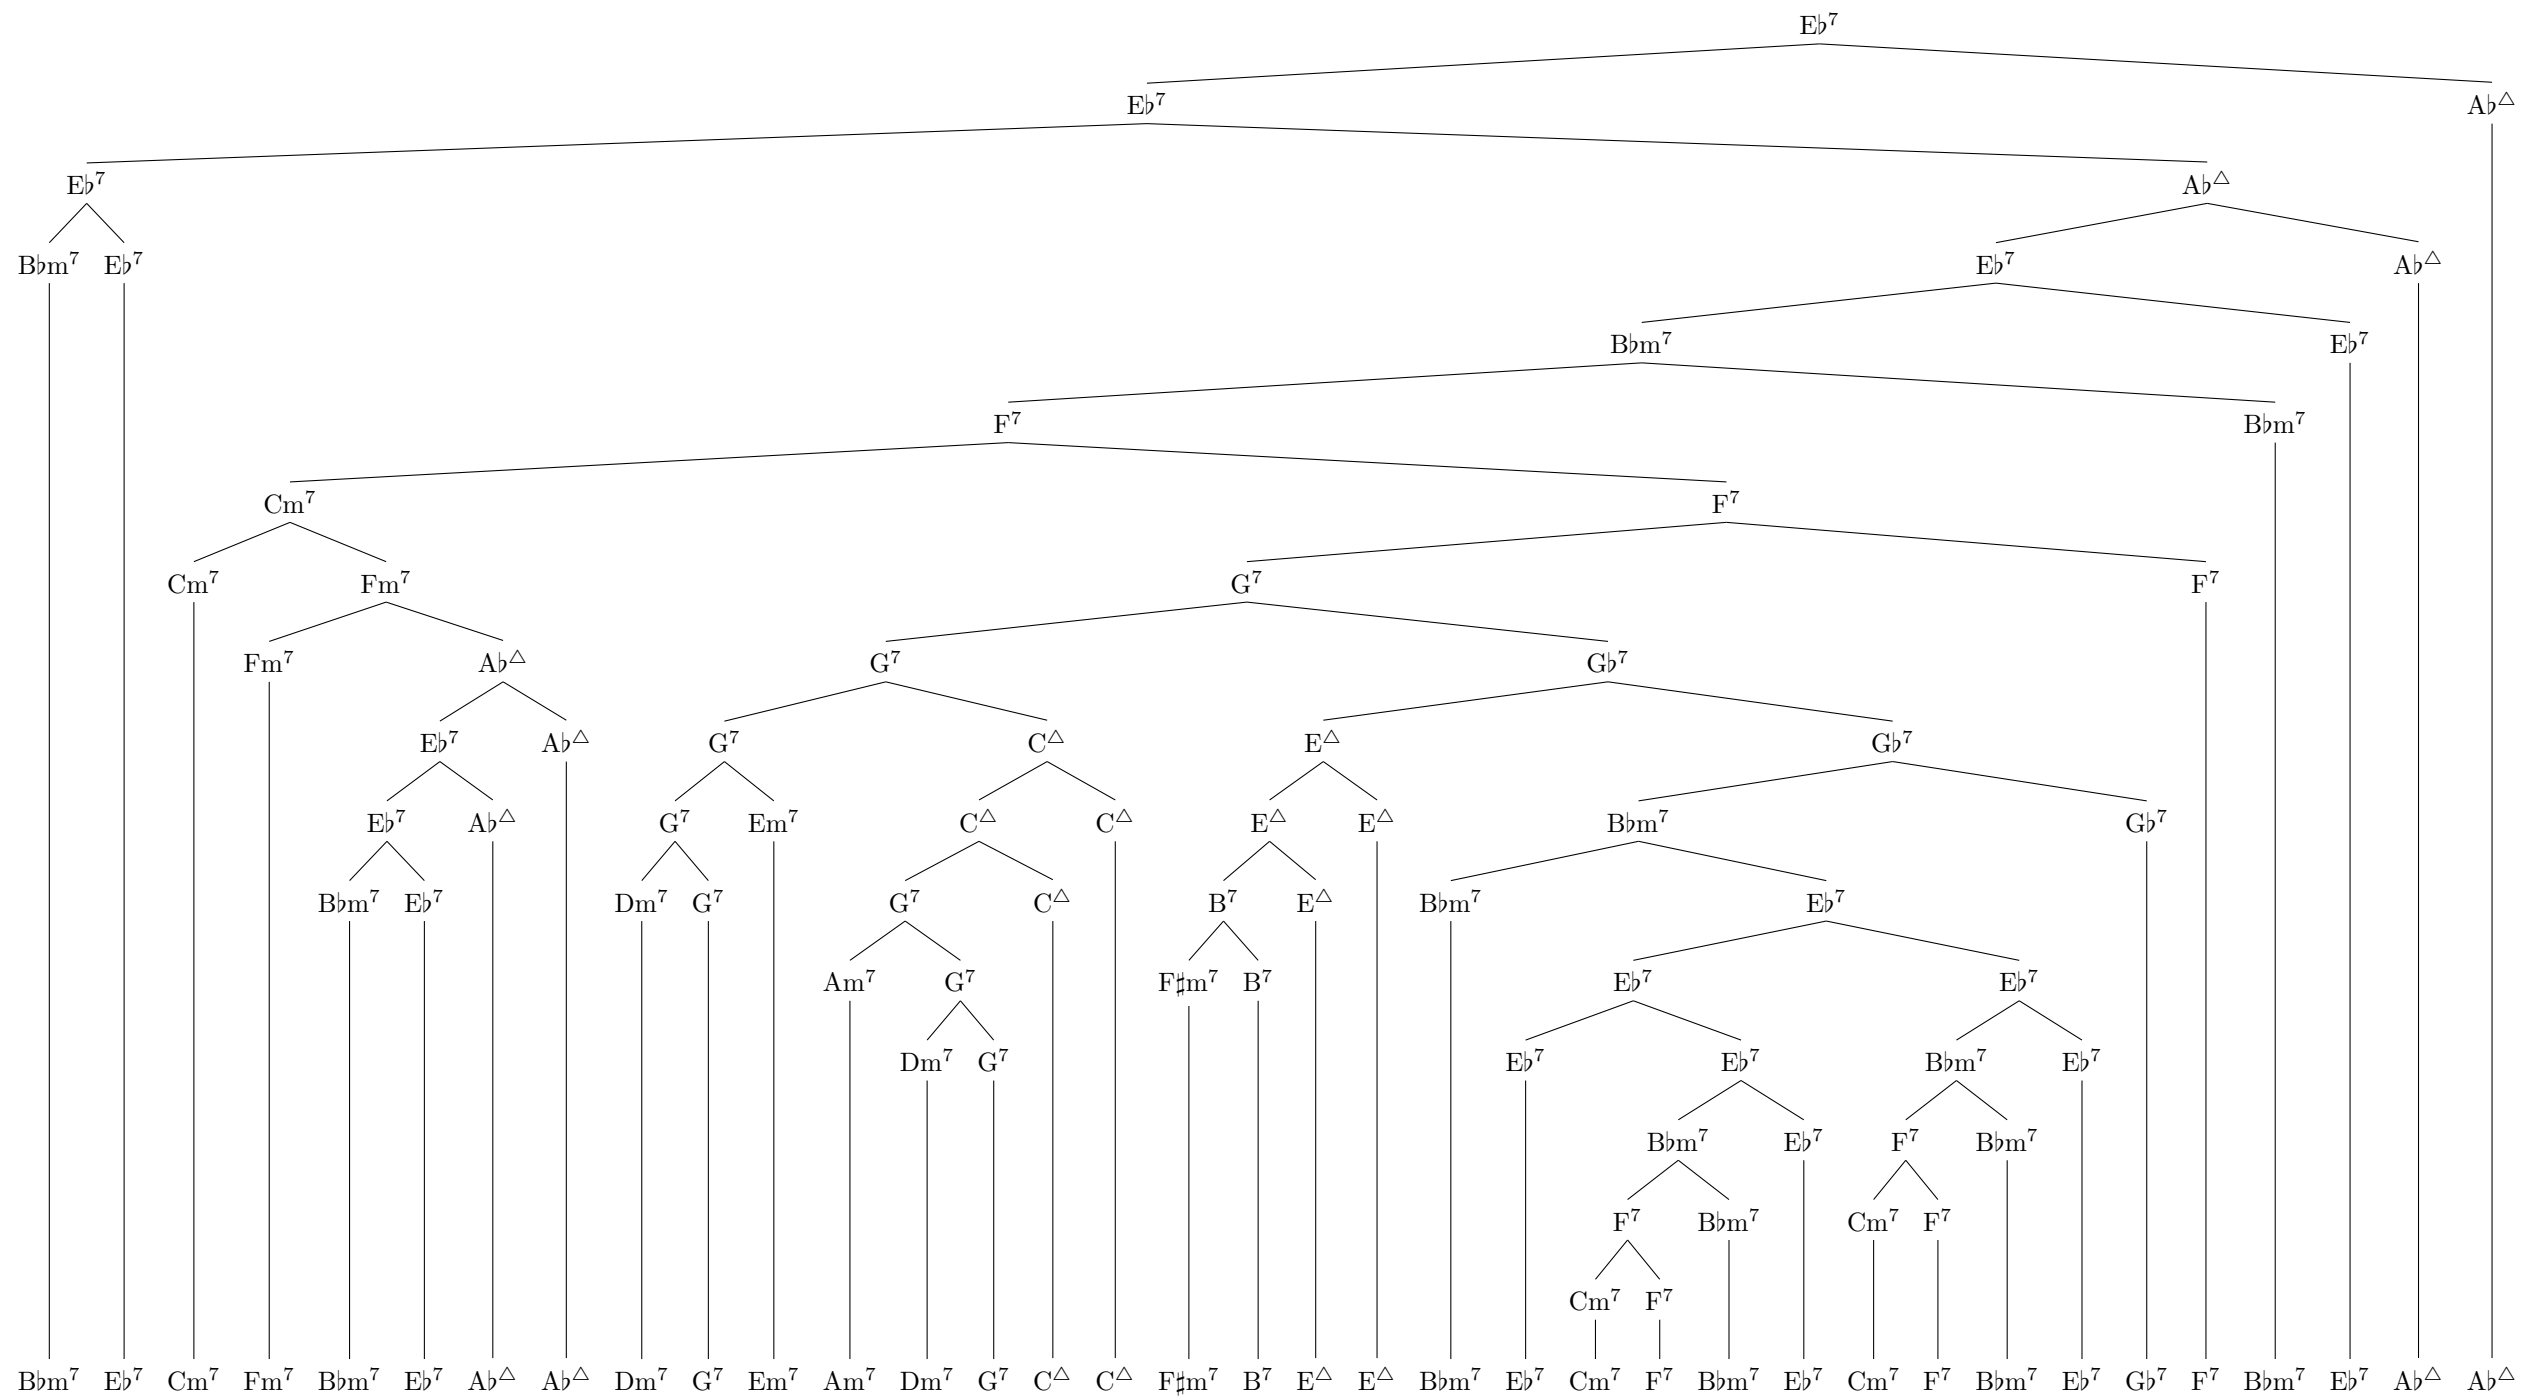 E♭7
E♭7 A♭△
E♭7 A♭△
B♭m7 E♭7 E♭7 A♭△
B♭m7 E♭7
F7 B♭m7
Cm7 F7
Cm7 Fm7 G7 F7
Fm7 A♭△ G7 G♭7
E♭7 A♭△ G7 C△ E△ G♭7
E♭7 A♭△ G7 Em7 C△ C△ E△ E△ B♭m7 G♭7
B♭m7 E♭7 Dm7 G7 G7 C△ B7 E△ B♭m7 E♭7
Am7 G7 F♯m7 B7 E♭7 E♭7
Dm7 G7 E♭7 E♭7 B♭m7 E♭7
B♭m7 E♭7 F7 B♭m7
F7 B♭m7 Cm7 F7
Cm7 F7
B♭m7 E♭7 Cm7 Fm7 B♭m7 E♭7 A♭△ A♭△ Dm7 G7 Em7 Am7 Dm7 G7 C△ C△ F♯m7 B7 E△ E△ B♭m7 E♭7 Cm7 F7 B♭m7 E♭7 Cm7 F7 B♭m7 E♭7 G♭7 F7 B♭m7 E♭7 A♭△ A♭△